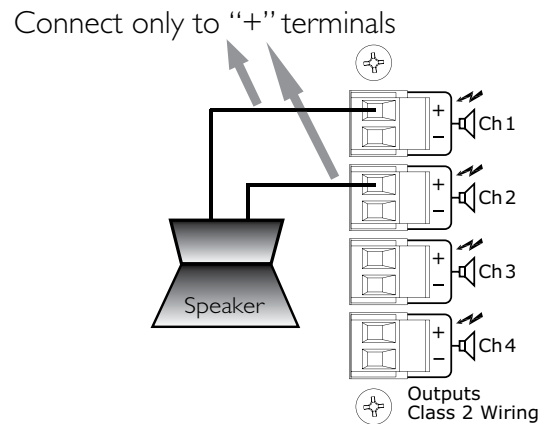 Connect only to “+” terminals
+
–
Ch 1
+
–
Ch 2
+
–
Ch 3
+
–
Ch 4
Speaker
Outputs
Class 2 Wiring